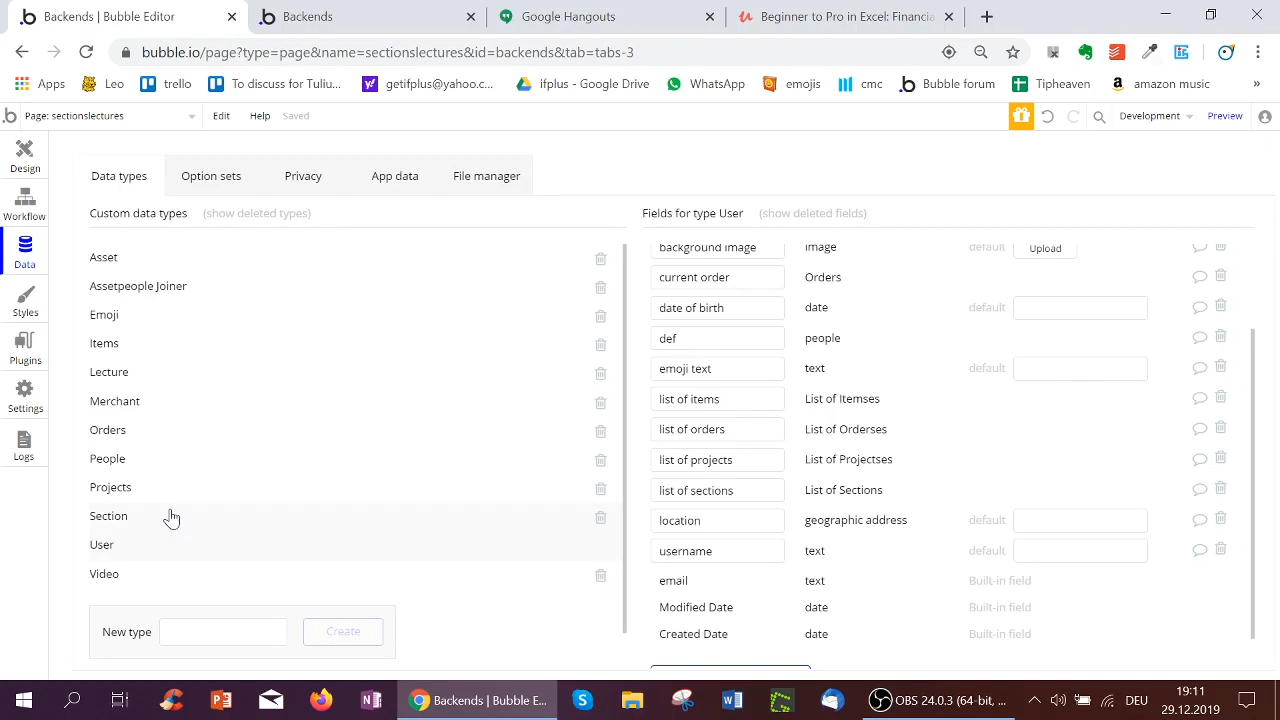 Backends | Bubble Editor
Backends
Google Hangouts
Beginner to Pro in Excel: Financia
bubble.io/page?type=page&name=sectionslectures&id=backends&tab=tabs-3
Apps
Leo
trello
To discuss for Tuliu...
getifplus@yahoo.c...
ifplus - Google Drive
WhatsApp
emojis
cmc
Bubble forum
Tipheaven
amazon music
»
Page: sectionslectures
Edit
Help
Saved
Development
Preview
Design
Workflow
Data
Styles
Plugins
Settings
Logs
Data types
Option sets
Privacy
App data
File manager
Custom data types (show deleted types)
Asset
Assetpeople Joiner
Emoji
Items
Lecture
Merchant
Orders
People
Projects
Section
User
Video
New type
Create
Fields for type User (show deleted fields)
background image image default Upload
current order Orders
date of birth date default
def people
emoji text text default
list of items List of Itemses
list of orders List of Orderses
list of projects List of Projectses
list of sections List of Sections
location geographic address default
username text default
email text Built-in field
Modified Date date Built-in field
Created Date date Built-in field
Backends | Bubble E...
OBS 24.0.3 (64-bit, ...
DEU
19:11
29.12.2019